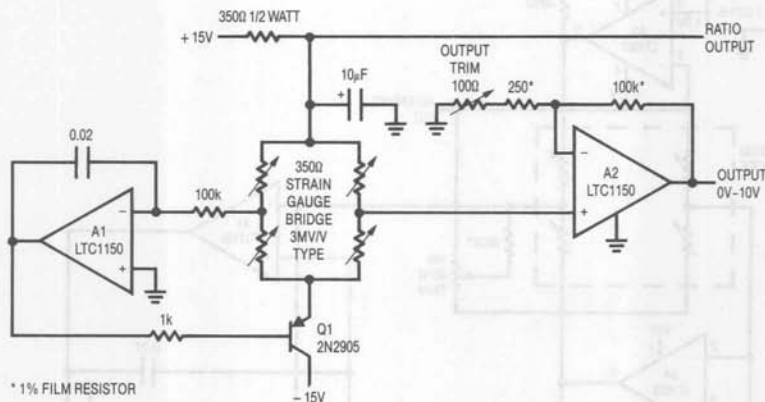 350Ω 1/2 WATT
+15V
RATIO
OUTPUT
OUTPUT
TRIM
100Ω
250*
100k*
10µF
+
0.02
100k
350Ω
STRAIN
GAUGE
BRIDGE
3MV/V
TYPE
−
A1
LTC1150
+
−
A2
LTC1150
+
OUTPUT
0V–10V
1k
Q1
2N2905
–15V
* 1% FILM RESISTOR